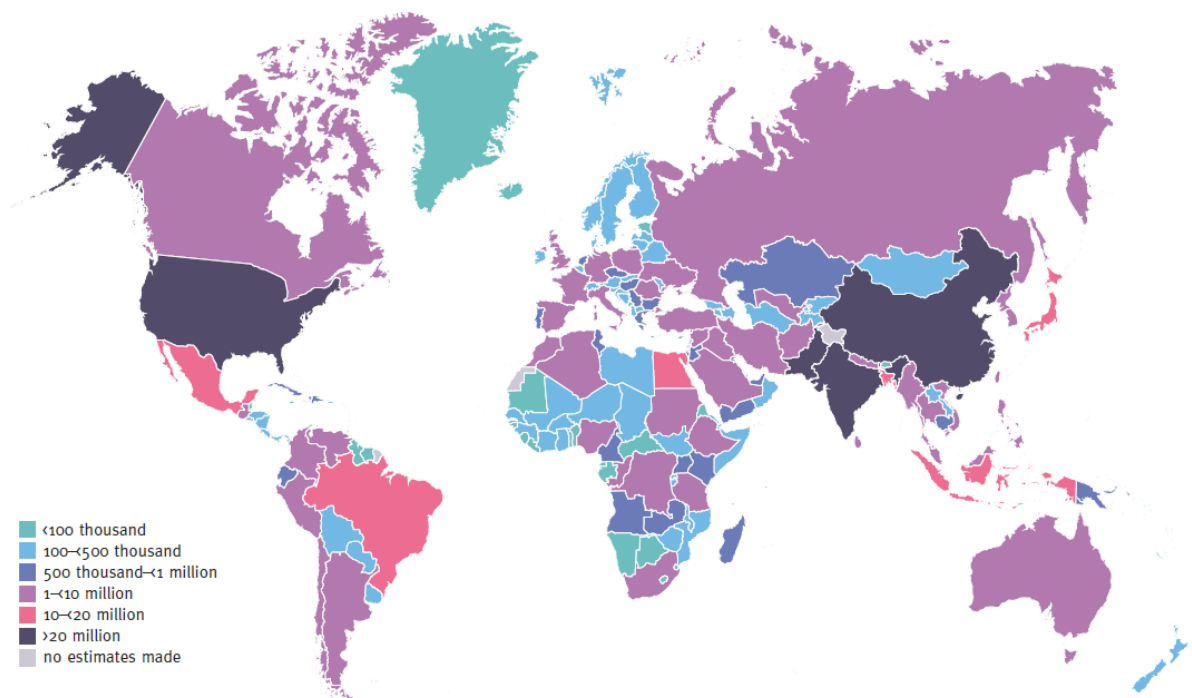 <100 thousand
100–<500 thousand
500 thousand–<1 million
1–<10 million
10–<20 million
>20 million
no estimates made